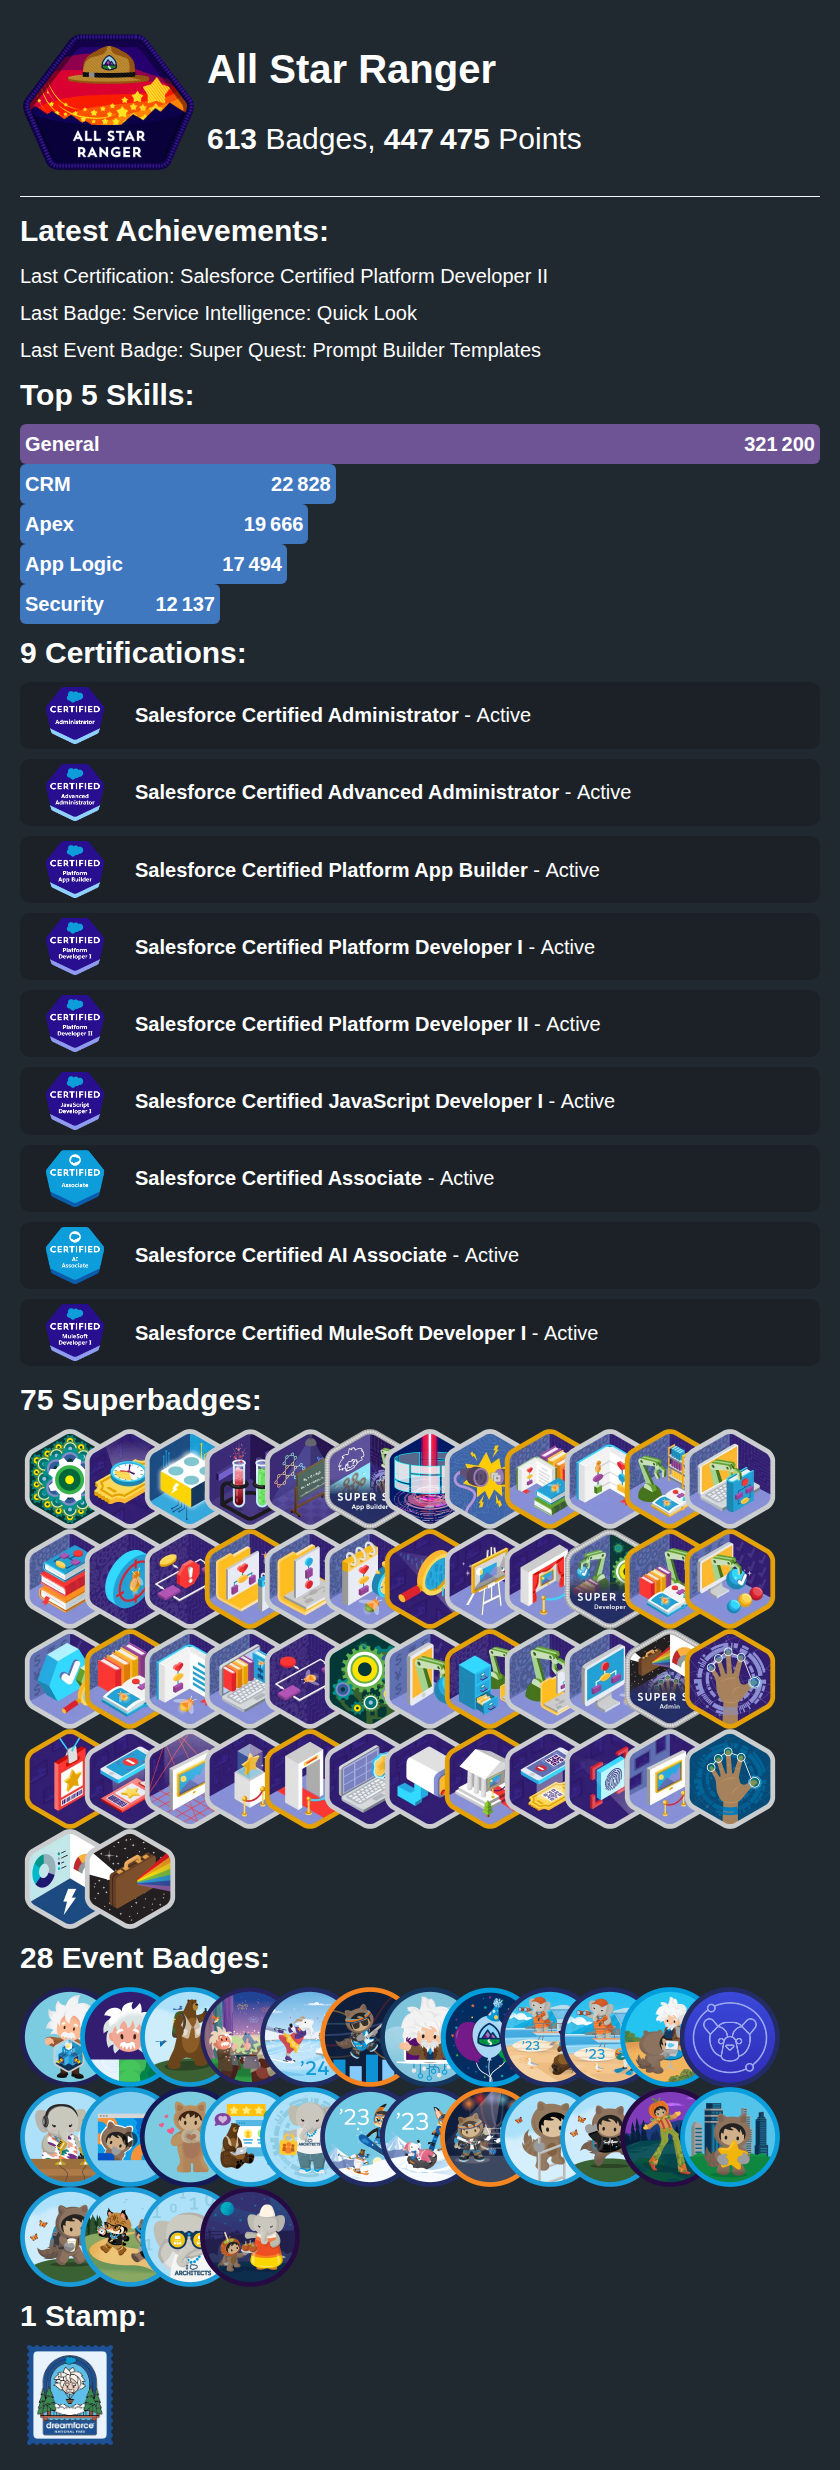 ALL STAR
RANGER
All Star Ranger
613 Badges, 447 475 Points
Latest Achievements:
Last Certification: Salesforce Certified Platform Developer II
Last Badge: Service Intelligence: Quick Look
Last Event Badge: Super Quest: Prompt Builder Templates
Top 5 Skills:
General 321 200
CRM 22 828
Apex 19 666
App Logic 17 494
Security 12 137
9 Certifications:
CERTIFIED
Administrator
Salesforce Certified Administrator - Active
CERTIFIED
Advanced
Administrator
Salesforce Certified Advanced Administrator - Active
CERTIFIED
Platform
App Builder
Salesforce Certified Platform App Builder - Active
CERTIFIED
Platform
Developer I
Salesforce Certified Platform Developer I - Active
CERTIFIED
Platform
Developer II
Salesforce Certified Platform Developer II - Active
CERTIFIED
JavaScript
Developer I
Salesforce Certified JavaScript Developer I - Active
CERTIFIED
Associate
Salesforce Certified Associate - Active
CERTIFIED
AI
Associate
Salesforce Certified AI Associate - Active
CERTIFIED
MuleSoft
Developer I
Salesforce Certified MuleSoft Developer I - Active
75 Superbadges:
SUPER S
App Builder
SUPER S
Developer
SUPER S
Admin
28 Event Badges:
'24
'23
'23
'23
'23
ARCHITECTS
ARCHITECTS
1 Stamp:
dreamforce
NATIONAL PARK